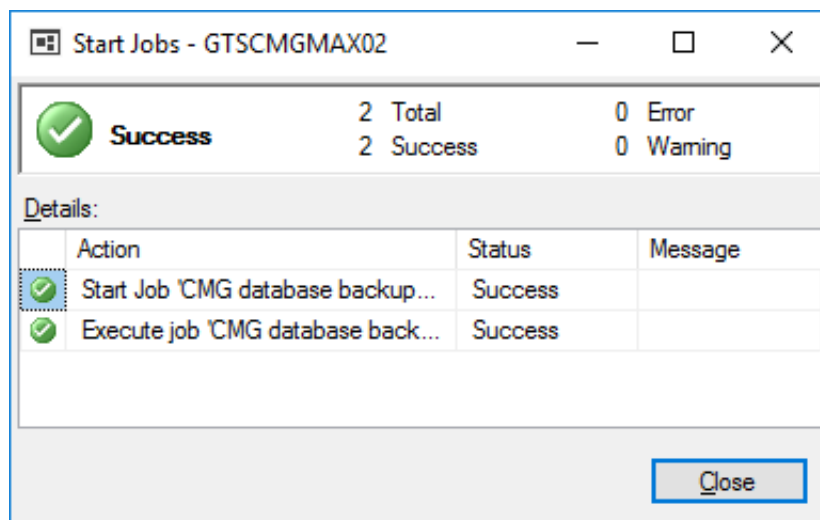 Start Jobs - GTSCMGMAX02
Success
2 Total 0 Error
2 Success 0 Warning
Details:
Action Status Message
Start Job 'CMG database backup... Success
Execute job 'CMG database back... Success
Close